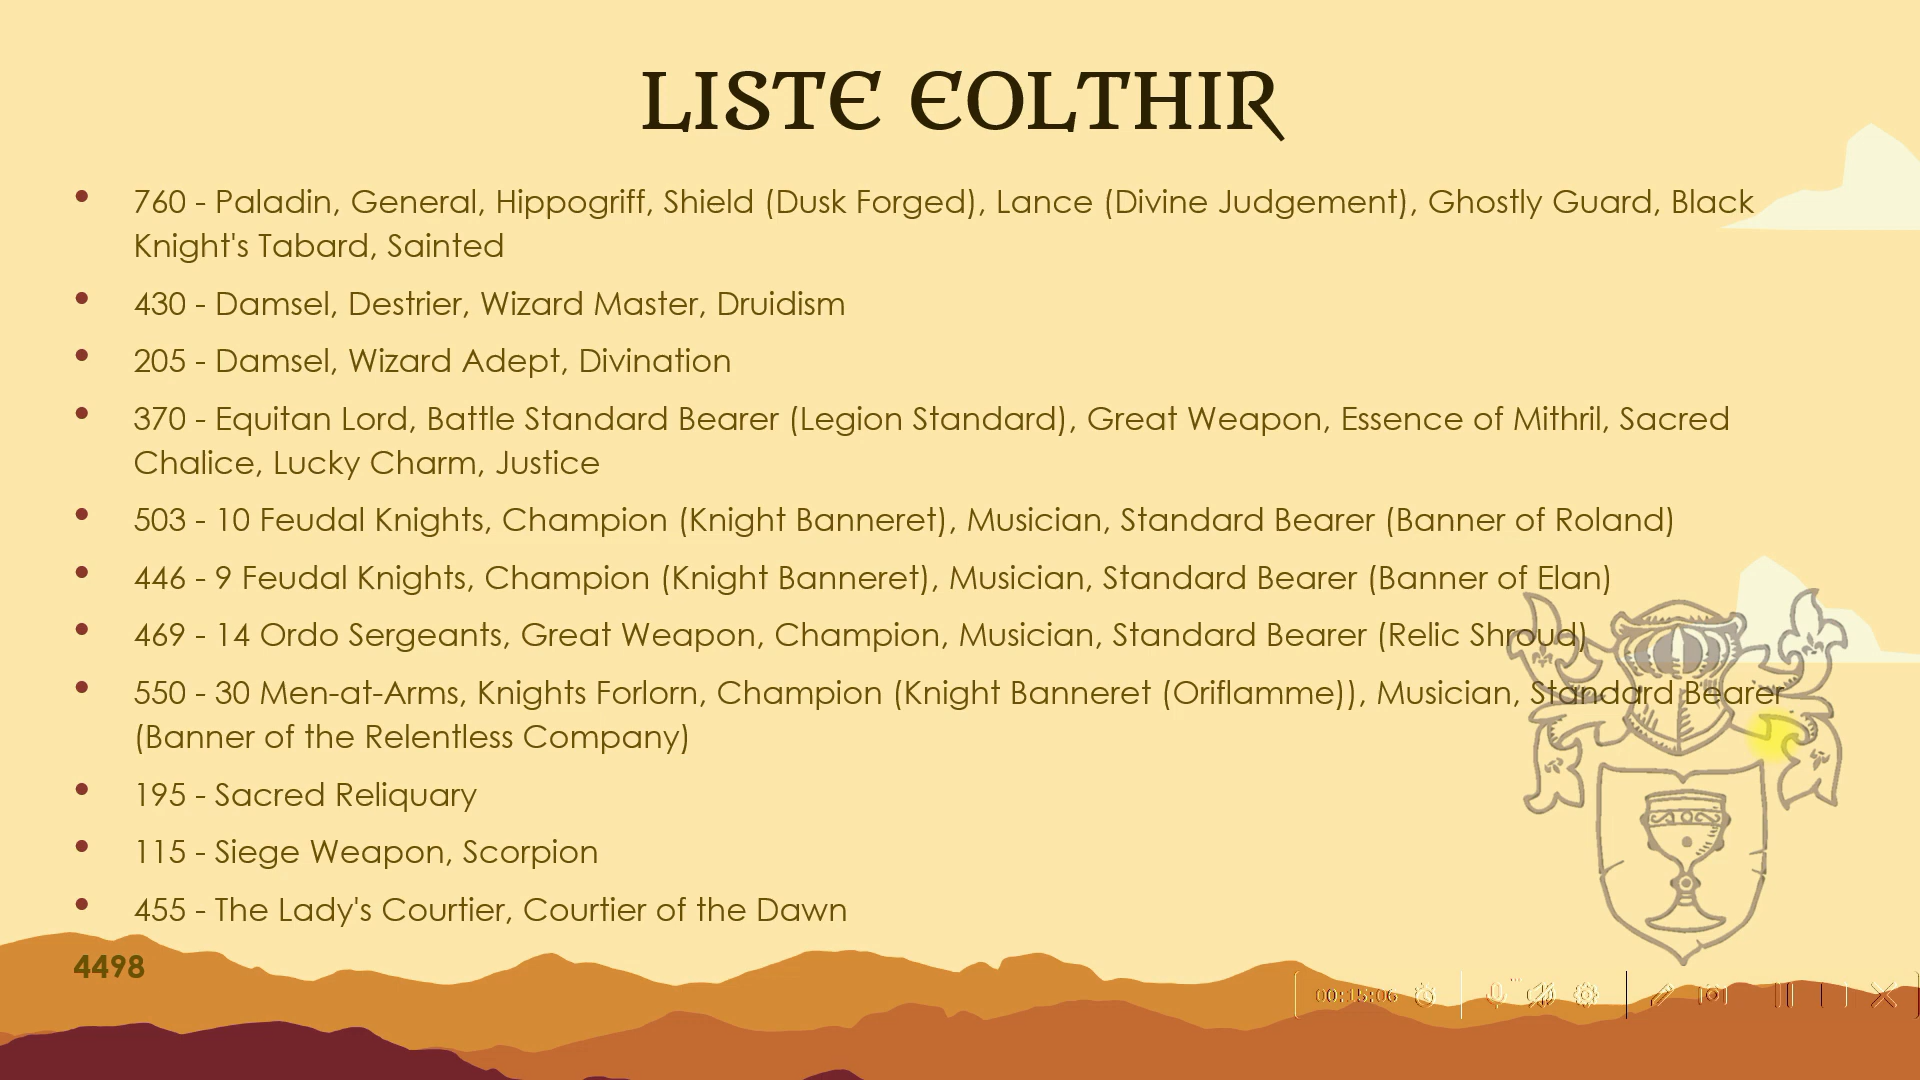 LISTE EOLTHIR
• 760 - Paladin, General, Hippogriff, Shield (Dusk Forged), Lance (Divine Judgement), Ghostly Guard, Black
Knight's Tabard, Sainted
• 430 - Damsel, Destrier, Wizard Master, Druidism
• 205 - Damsel, Wizard Adept, Divination
• 370 - Equitan Lord, Battle Standard Bearer (Legion Standard), Great Weapon, Essence of Mithril, Sacred
Chalice, Lucky Charm, Justice
• 503 - 10 Feudal Knights, Champion (Knight Banneret), Musician, Standard Bearer (Banner of Roland)
• 446 - 9 Feudal Knights, Champion (Knight Banneret), Musician, Standard Bearer (Banner of Elan)
• 469 - 14 Ordo Sergeants, Great Weapon, Champion, Musician, Standard Bearer (Relic Shroud)
• 550 - 30 Men-at-Arms, Knights Forlorn, Champion (Knight Banneret (Oriflamme)), Musician, Standard Bearer
(Banner of the Relentless Company)
• 195 - Sacred Reliquary
• 115 - Siege Weapon, Scorpion
• 455 - The Lady's Courtier, Courtier of the Dawn
4498
00:15:06